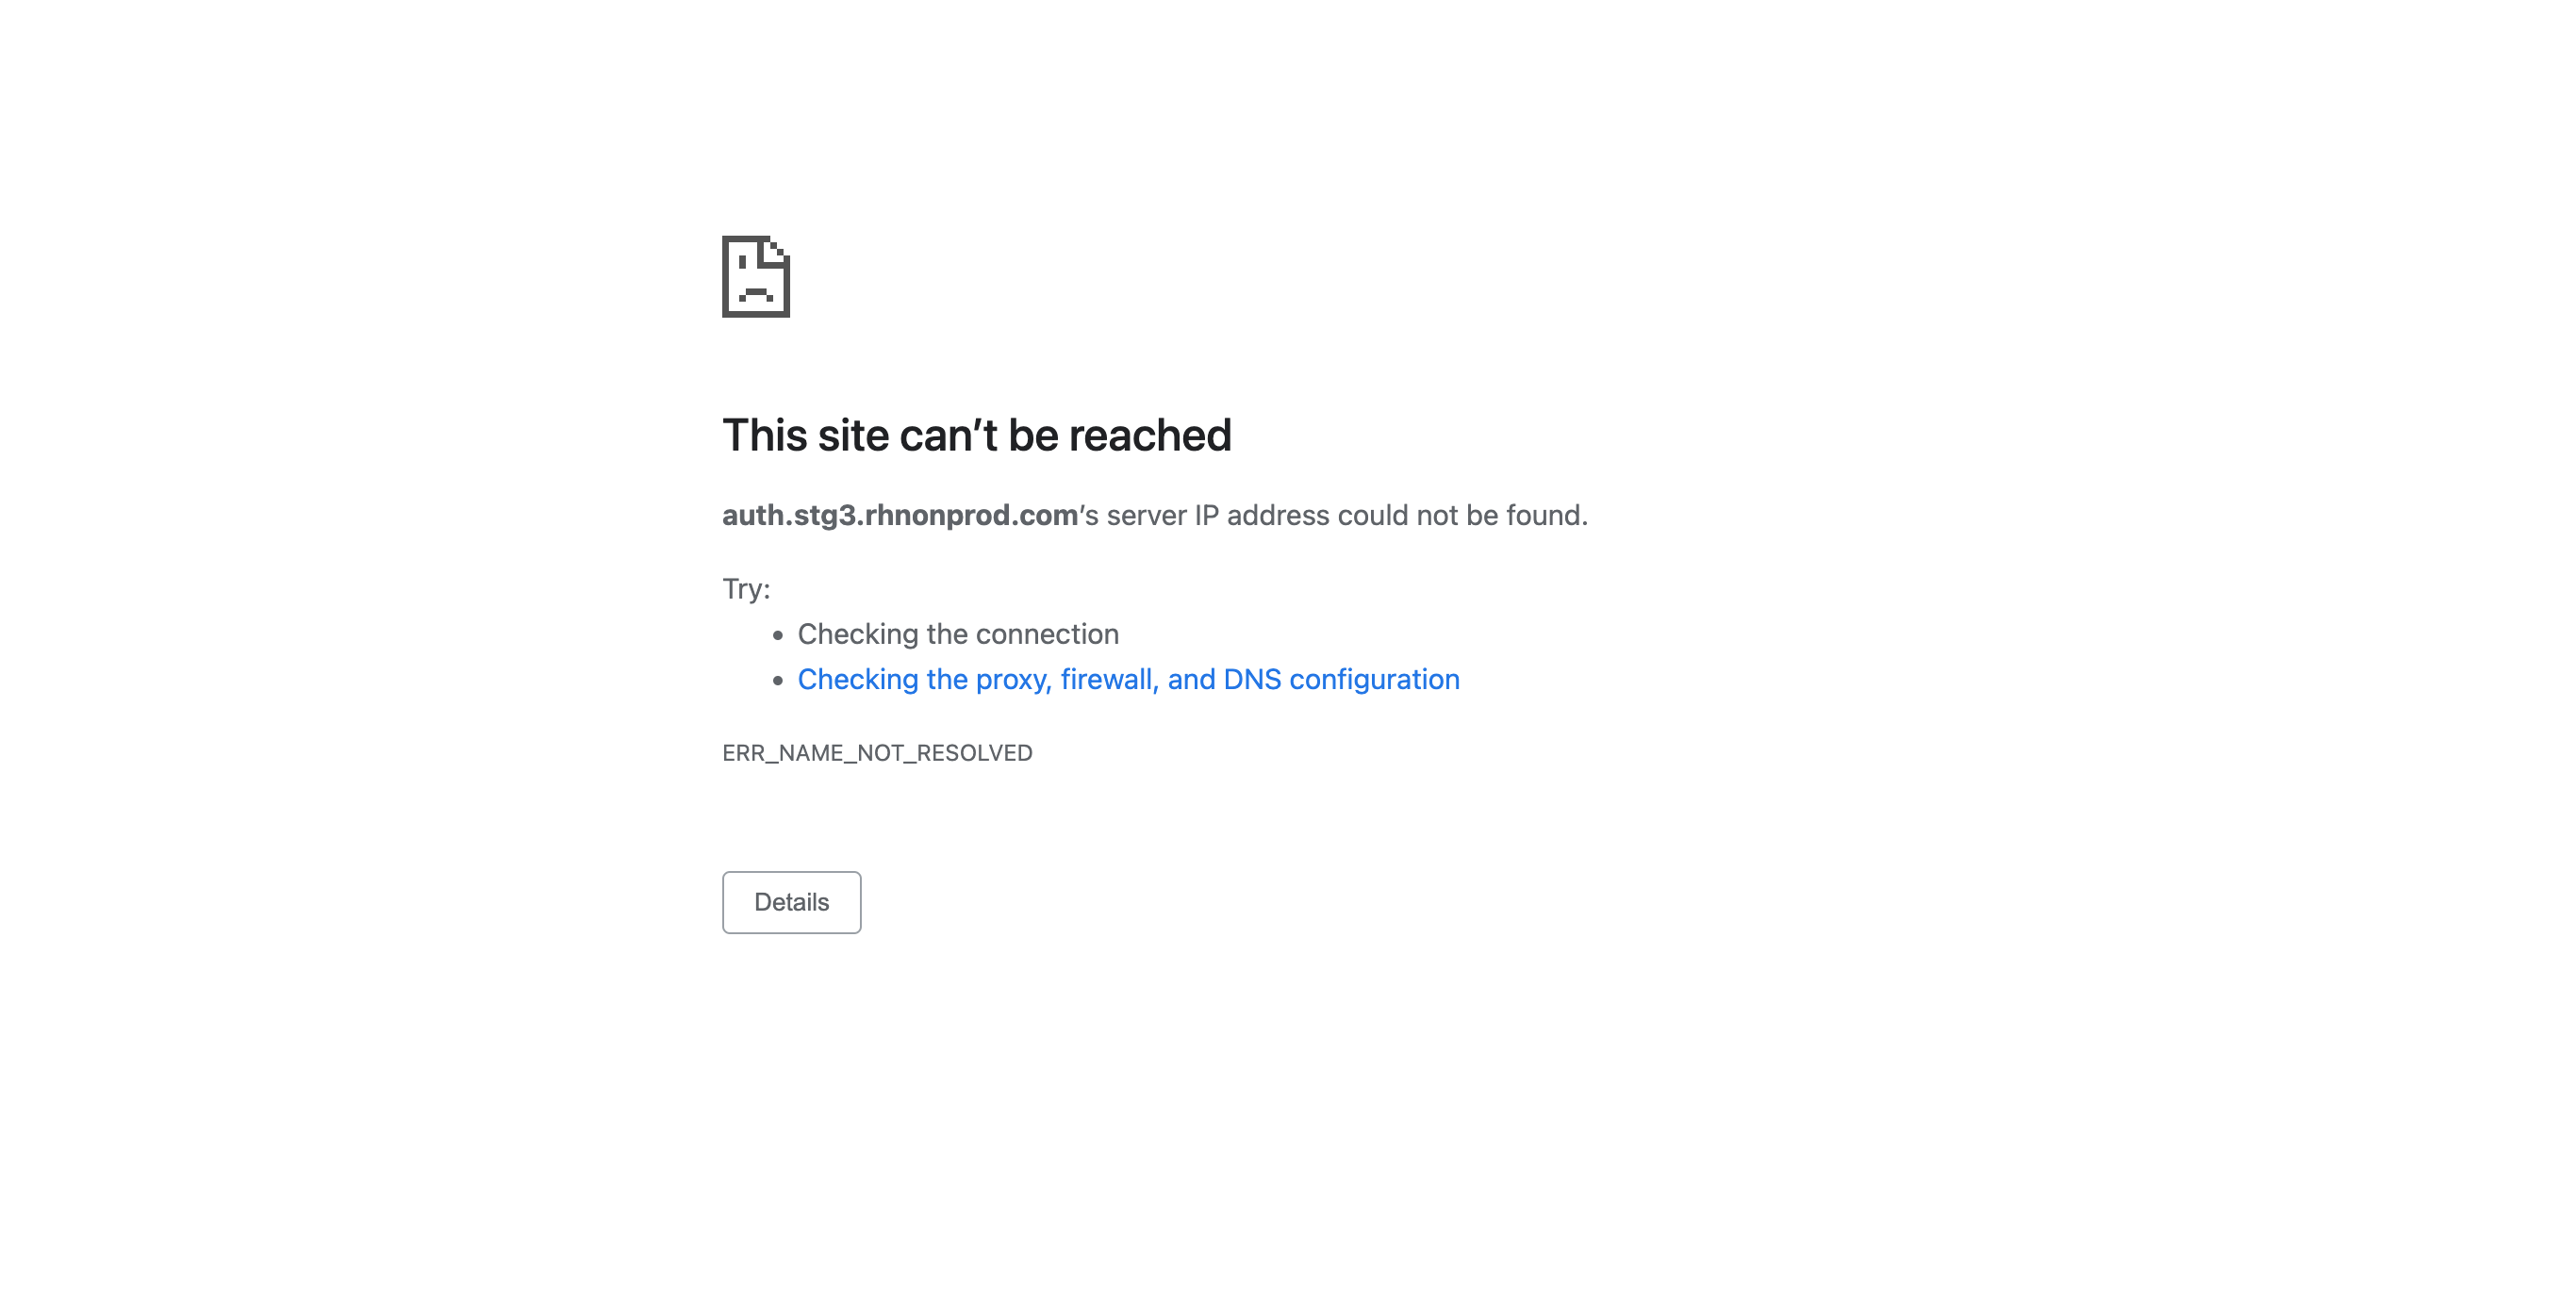 This site can’t be reached
auth.stg3.rhnonprod.com’s server IP address could not be found.
Try:
• Checking the connection
• Checking the proxy, firewall, and DNS configuration
ERR_NAME_NOT_RESOLVED
Details